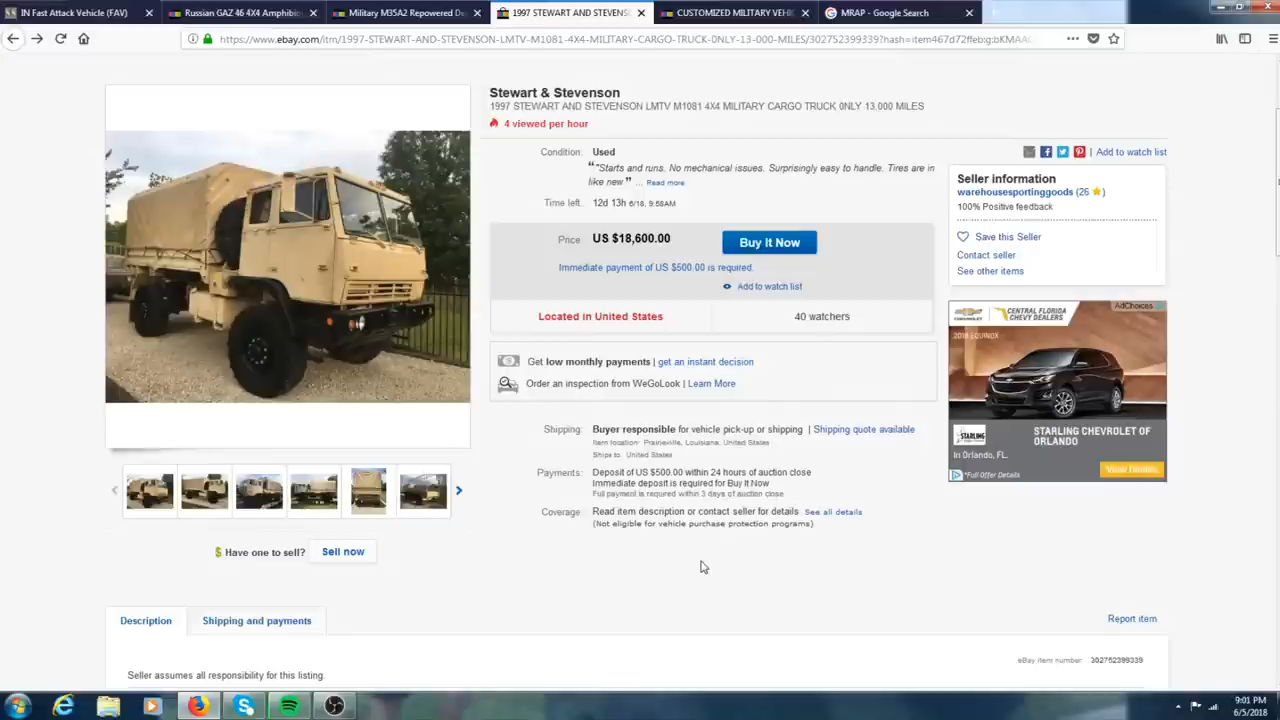 IN Fast Attack Vehicle (FAV)
Russian GAZ 46 4X4 Amphibio
Military M35A2 Repowered De
1997 STEWART AND STEVENSO
CUSTOMIZED MILITARY VEHIC
MRAP - Google Search
https://www.ebay.com/itm/1997-STEWART-AND-STEVENSON-LMTV-M1081-4X4-MILITARY-CARGO-TRUCK-0NLY-13-000-MILES/302752399339?hash=item467d72ffeb:g:bKMAAO
Stewart & Stevenson
1997 STEWART AND STEVENSON LMTV M1081 4X4 MILITARY CARGO TRUCK 0NLY 13,000 MILES
4 viewed per hour
Condition: Used
"Starts and runs. No mechanical issues. Surprisingly easy to handle. Tires are in
like new ... Read more
Time left: 12d 13h 6/18, 9:58AM
Price US $18,600.00
Buy It Now
Immediate payment of US $500.00 is required.
Add to watch list
Located in United States
40 watchers
Get low monthly payments | get an instant decision
Order an inspection from WeGoLook | Learn More
Shipping: Buyer responsible for vehicle pick-up or shipping | Shipping quote available
Item location: Prairieville, Louisiana, United States
Ships to: United States
Payments: Deposit of US $500.00 within 24 hours of auction close
Immediate deposit is required for Buy It Now
Full payment is required within 3 days of auction close
Coverage: Read item description or contact seller for details See all details
(Not eligible for vehicle purchase protection programs)
| Add to watch list
Seller information
warehousesportinggoods (26 )
100% Positive feedback
Save this Seller
Contact seller
See other items
AdChoices
CHEVROLET
CENTRAL FLORIDA
CHEVY DEALERS
2018 EQUINOX
STARLING
STARLING CHEVROLET OF
ORLANDO
In Orlando, FL.
View Details
*Full Offer Details
$ Have one to sell?
Sell now
Description
Shipping and payments
Report item
eBay item number: 302752399339
Seller assumes all responsibility for this listing.
9:01 PM
6/5/2018